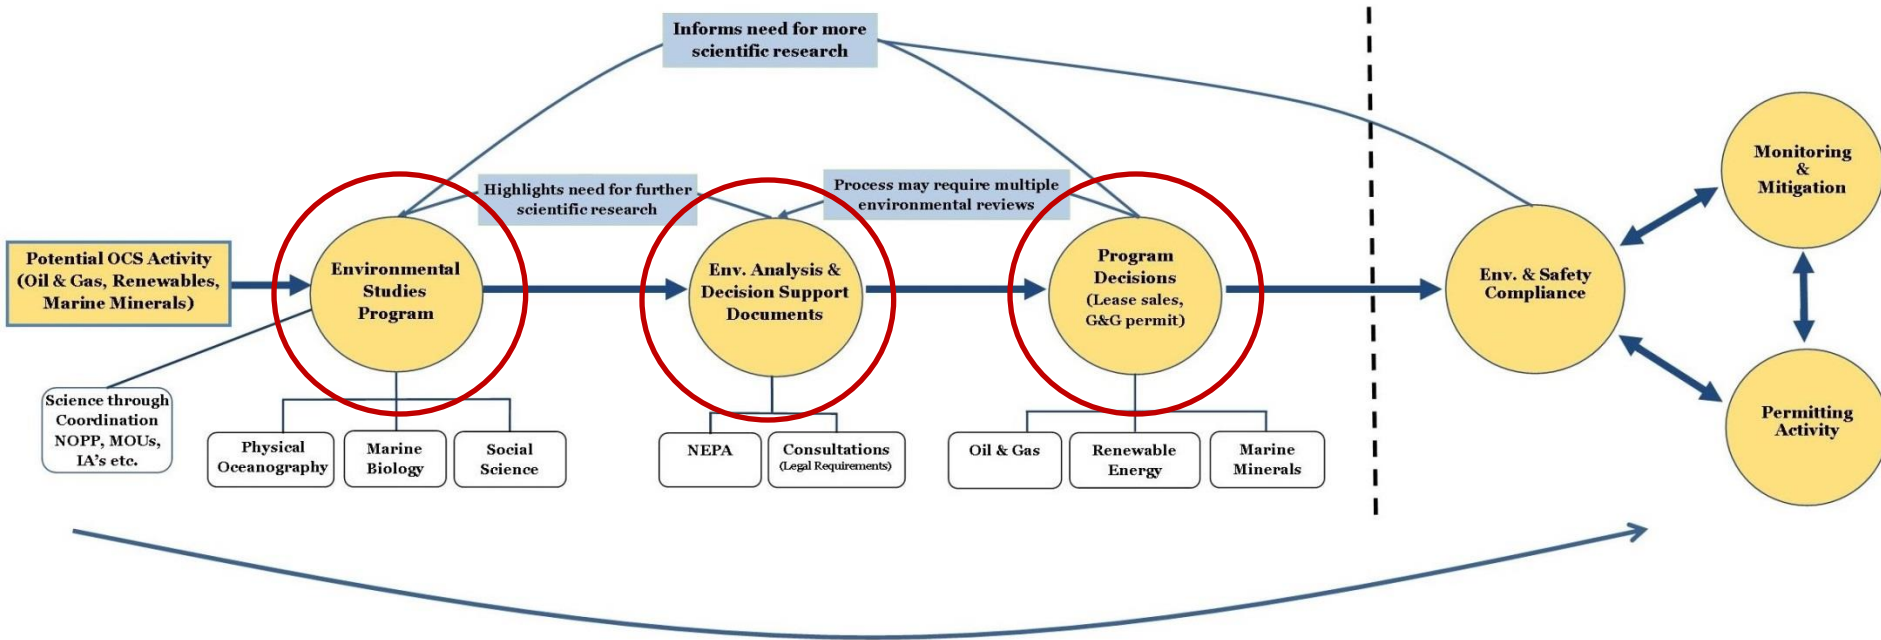 Informs need for more
scientific research
Highlights need for further
scientific research
Process may require multiple
environmental reviews
Potential OCS Activity
(Oil & Gas, Renewables,
Marine Minerals)
Environmental
Studies
Program
Env. Analysis &
Decision Support
Documents
Program
Decisions
(Lease sales,
G&G permit)
Env. & Safety
Compliance
Monitoring
&
Mitigation
Permitting
Activity
Science through
Coordination
NOPP, MOUs,
IA's etc.
Physical
Oceanography
Marine
Biology
Social
Science
NEPA
Consultations
(Legal Requirements)
Oil & Gas
Renewable
Energy
Marine
Minerals